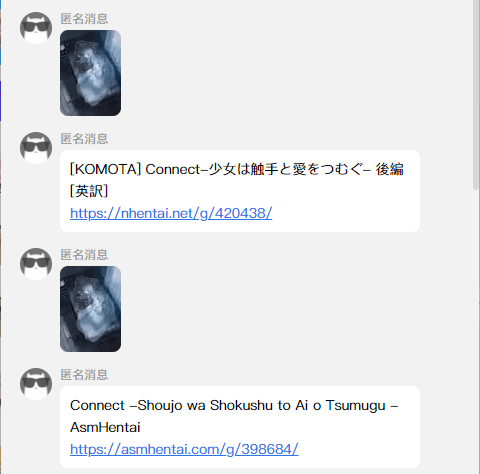 匿名消息
匿名消息
[KOMOTA] Connect–少女は触手と愛をつむぐ– 後編
[英訳]
https://nhentai.net/g/420438/
匿名消息
匿名消息
Connect –Shoujo wa Shokushu to Ai o Tsumugu –
AsmHentai
https://asmhentai.com/g/398684/